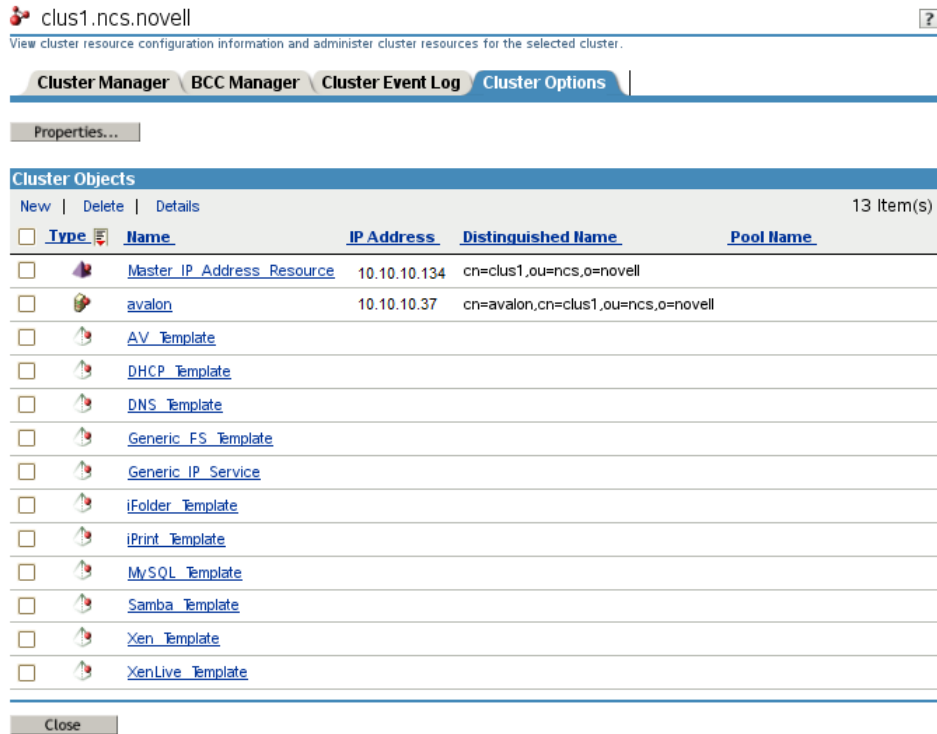 clus1.ncs.novell ?
View cluster resource configuration information and administer cluster resources for the selected cluster.
Cluster Manager BCC Manager Cluster Event Log Cluster Options
Properties...
Cluster Objects
New | Delete | Details 13 Item(s)
Type Name IP Address Distinguished Name Pool Name
Master_IP_Address_Resource 10.10.10.134 cn=clus1,ou=ncs,o=novell
avalon 10.10.10.37 cn=avalon,cn=clus1,ou=ncs,o=novell
AV_Template
DHCP_Template
DNS_Template
Generic_FS_Template
Generic_IP_Service
iFolder_Template
iPrint_Template
MySQL_Template
Samba_Template
Xen_Template
XenLive_Template
Close